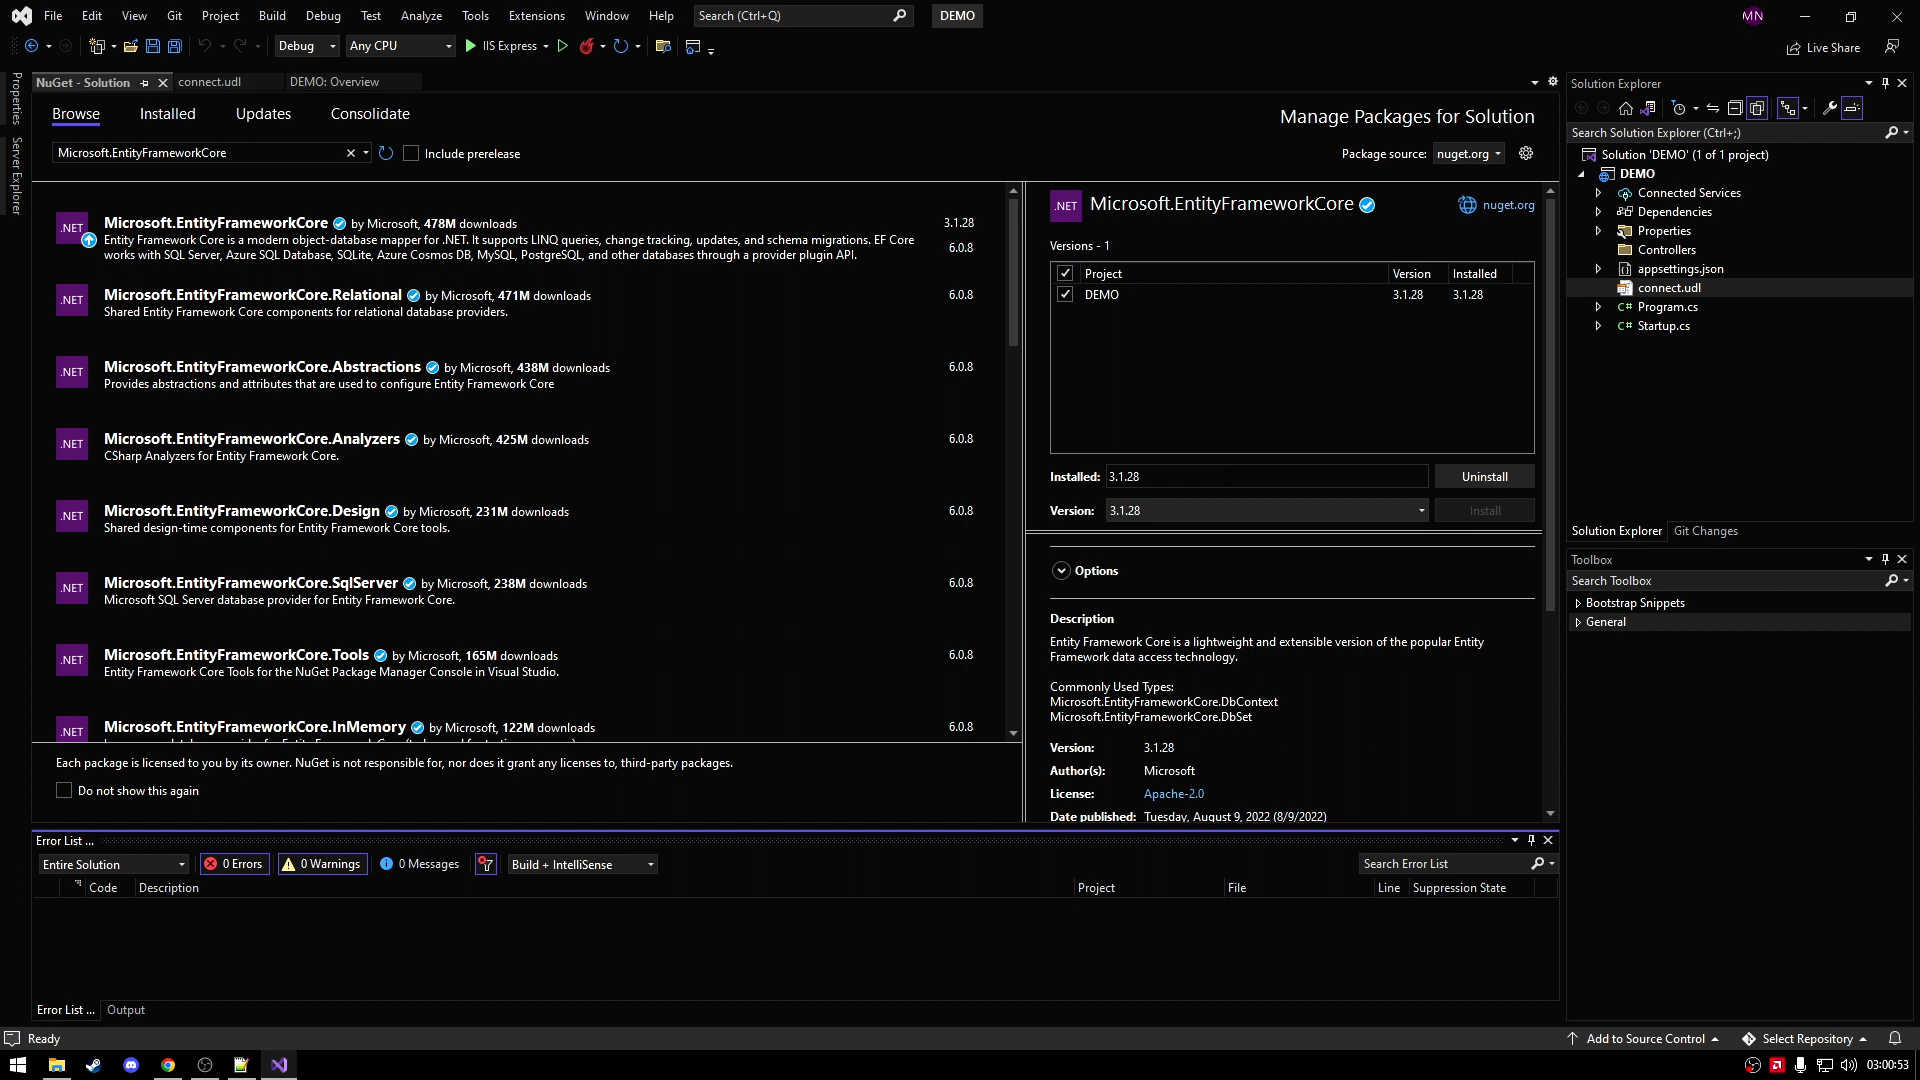 File Edit View Git Project Build Debug Test Analyze Tools Extensions Window Help Search (Ctrl+Q) DEMO MN
Debug Any CPU IIS Express Live Share
Properties
Server Explorer
NuGet - Solution connect.udl DEMO: Overview
Browse Installed Updates Consolidate
Manage Packages for Solution
Microsoft.EntityFrameworkCore Include prerelease
Package source: nuget.org
.NET Microsoft.EntityFrameworkCore by Microsoft, 478M downloads 3.1.28
Entity Framework Core is a modern object-database mapper for .NET. It supports LINQ queries, change tracking, updates, and schema migrations. EF Core 6.0.8
works with SQL Server, Azure SQL Database, SQLite, Azure Cosmos DB, MySQL, PostgreSQL, and other databases through a provider plugin API.
.NET Microsoft.EntityFrameworkCore.Relational by Microsoft, 471M downloads 6.0.8
Shared Entity Framework Core components for relational database providers.
.NET Microsoft.EntityFrameworkCore.Abstractions by Microsoft, 438M downloads 6.0.8
Provides abstractions and attributes that are used to configure Entity Framework Core
.NET Microsoft.EntityFrameworkCore.Analyzers by Microsoft, 425M downloads 6.0.8
CSharp Analyzers for Entity Framework Core.
.NET Microsoft.EntityFrameworkCore.Design by Microsoft, 231M downloads 6.0.8
Shared design-time components for Entity Framework Core tools.
.NET Microsoft.EntityFrameworkCore.SqlServer by Microsoft, 238M downloads 6.0.8
Microsoft SQL Server database provider for Entity Framework Core.
.NET Microsoft.EntityFrameworkCore.Tools by Microsoft, 165M downloads 6.0.8
Entity Framework Core Tools for the NuGet Package Manager Console in Visual Studio.
.NET Microsoft.EntityFrameworkCore.InMemory by Microsoft, 122M downloads 6.0.8
Each package is licensed to you by its owner. NuGet is not responsible for, nor does it grant any licenses to, third-party packages.
Do not show this again
.NET Microsoft.EntityFrameworkCore nuget.org
Versions - 1
Project Version Installed
DEMO 3.1.28 3.1.28
Installed: 3.1.28 Uninstall
Version: 3.1.28 Install
Options
Description
Entity Framework Core is a lightweight and extensible version of the popular Entity
Framework data access technology.
Commonly Used Types:
Microsoft.EntityFrameworkCore.DbContext
Microsoft.EntityFrameworkCore.DbSet
Version: 3.1.28
Author(s): Microsoft
License: Apache-2.0
Date published: Tuesday, August 9, 2022 (8/9/2022)
Solution Explorer
Search Solution Explorer (Ctrl+;)
Solution 'DEMO' (1 of 1 project)
DEMO
Connected Services
Dependencies
Properties
Controllers
appsettings.json
connect.udl
C# Program.cs
C# Startup.cs
Solution Explorer Git Changes
Toolbox
Search Toolbox
Bootstrap Snippets
General
Error List ...
Entire Solution 0 Errors 0 Warnings 0 Messages Build + IntelliSense Search Error List
Code Description Project File Line Suppression State
Error List ... Output
Ready Add to Source Control Select Repository
03:00:53